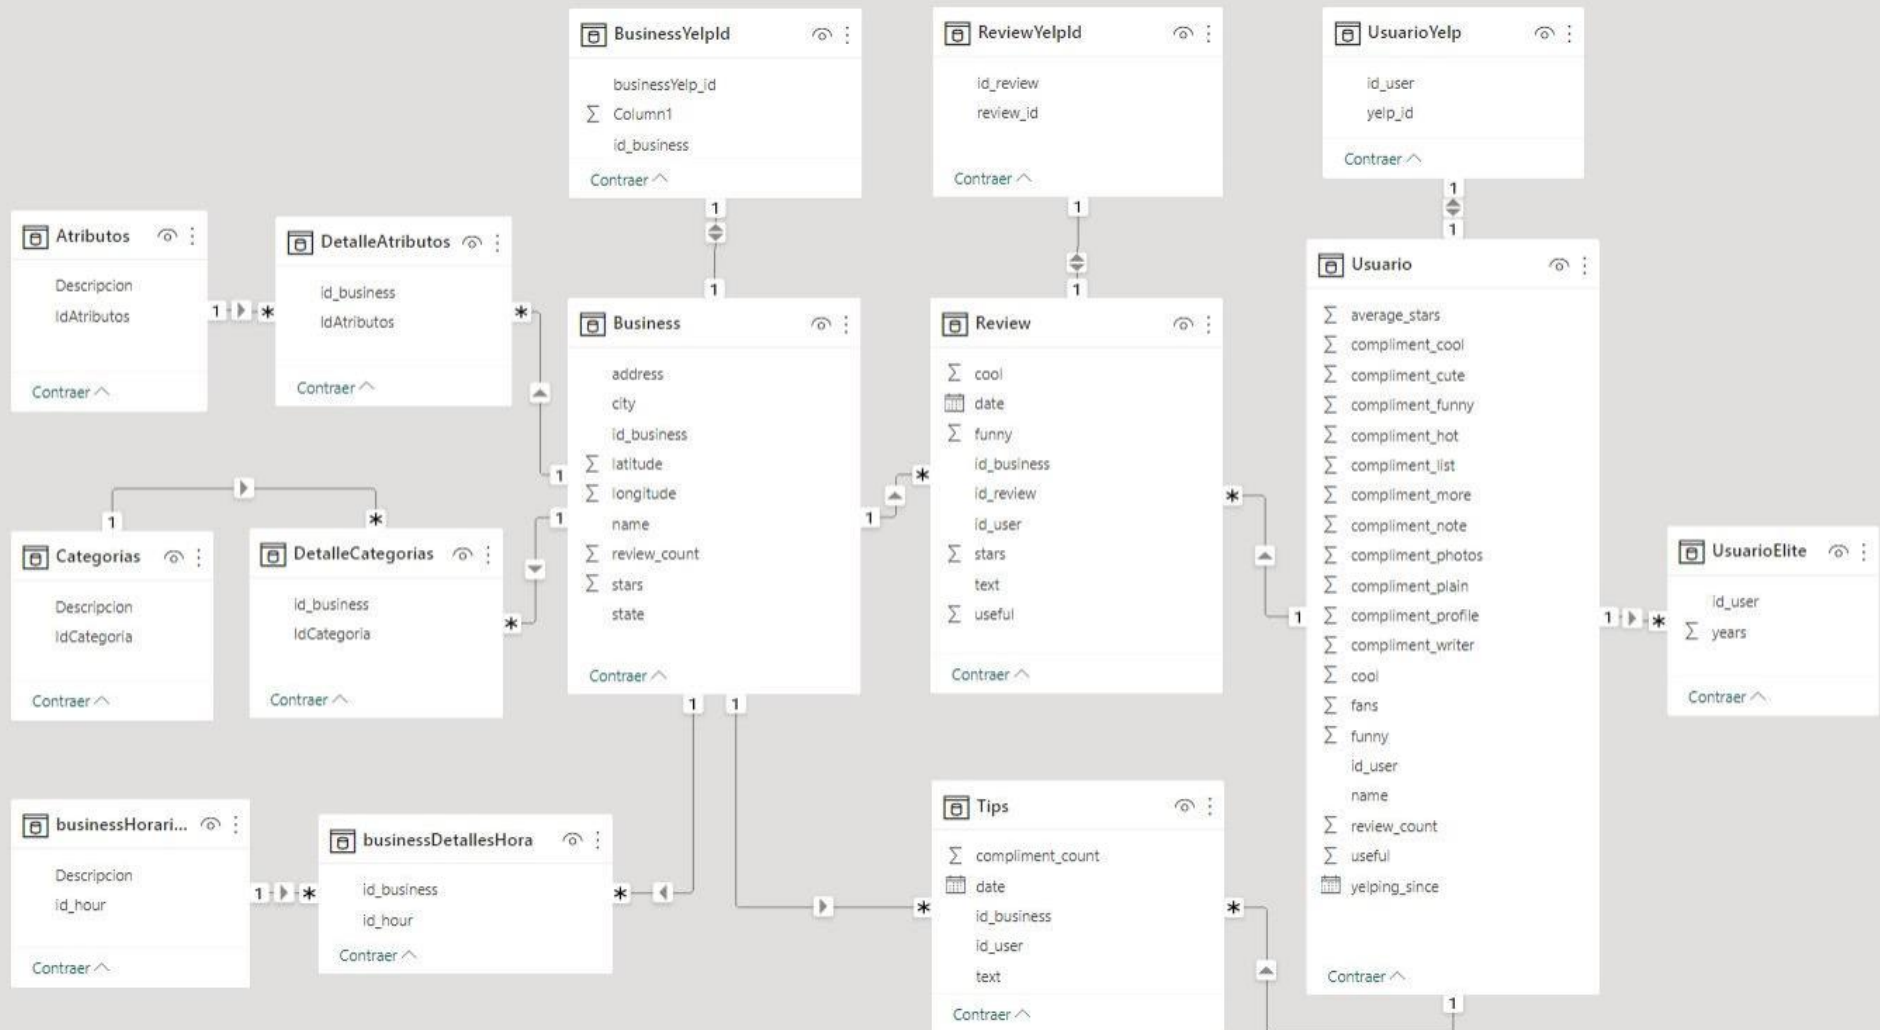 BusinessYelpId
businessYelp_id
Column1
id_business
Contraer
ReviewYelpId
id_review
review_id
Contraer
UsuarioYelp
id_user
yelp_id
Contraer
1
1
1
1
1
1
Atributos
Descripcion
IdAtributos
Contraer
1
*
DetalleAtributos
id_business
IdAtributos
Contraer
*
1
Business
address
city
id_business
latitude
longitude
name
review_count
stars
state
Contraer
1
*
Review
cool
date
funny
id_business
id_review
id_user
stars
text
useful
Contraer
*
1
Usuario
average_stars
compliment_cool
compliment_cute
compliment_funny
compliment_hot
compliment_list
compliment_more
compliment_note
compliment_photos
compliment_plain
compliment_profile
compliment_writer
cool
fans
funny
id_user
name
review_count
useful
yelping_since
Contraer
1
1
*
UsuarioElite
id_user
years
Contraer
1
*
Categorias
Descripcion
IdCategoria
Contraer
DetalleCategorias
id_business
IdCategoria
Contraer
1
*
1
1
businessHorari...
Descripcion
id_hour
Contraer
1
*
businessDetallesHora
id_business
id_hour
Contraer
*
*
Tips
compliment_count
date
id_business
id_user
text
Contraer
*